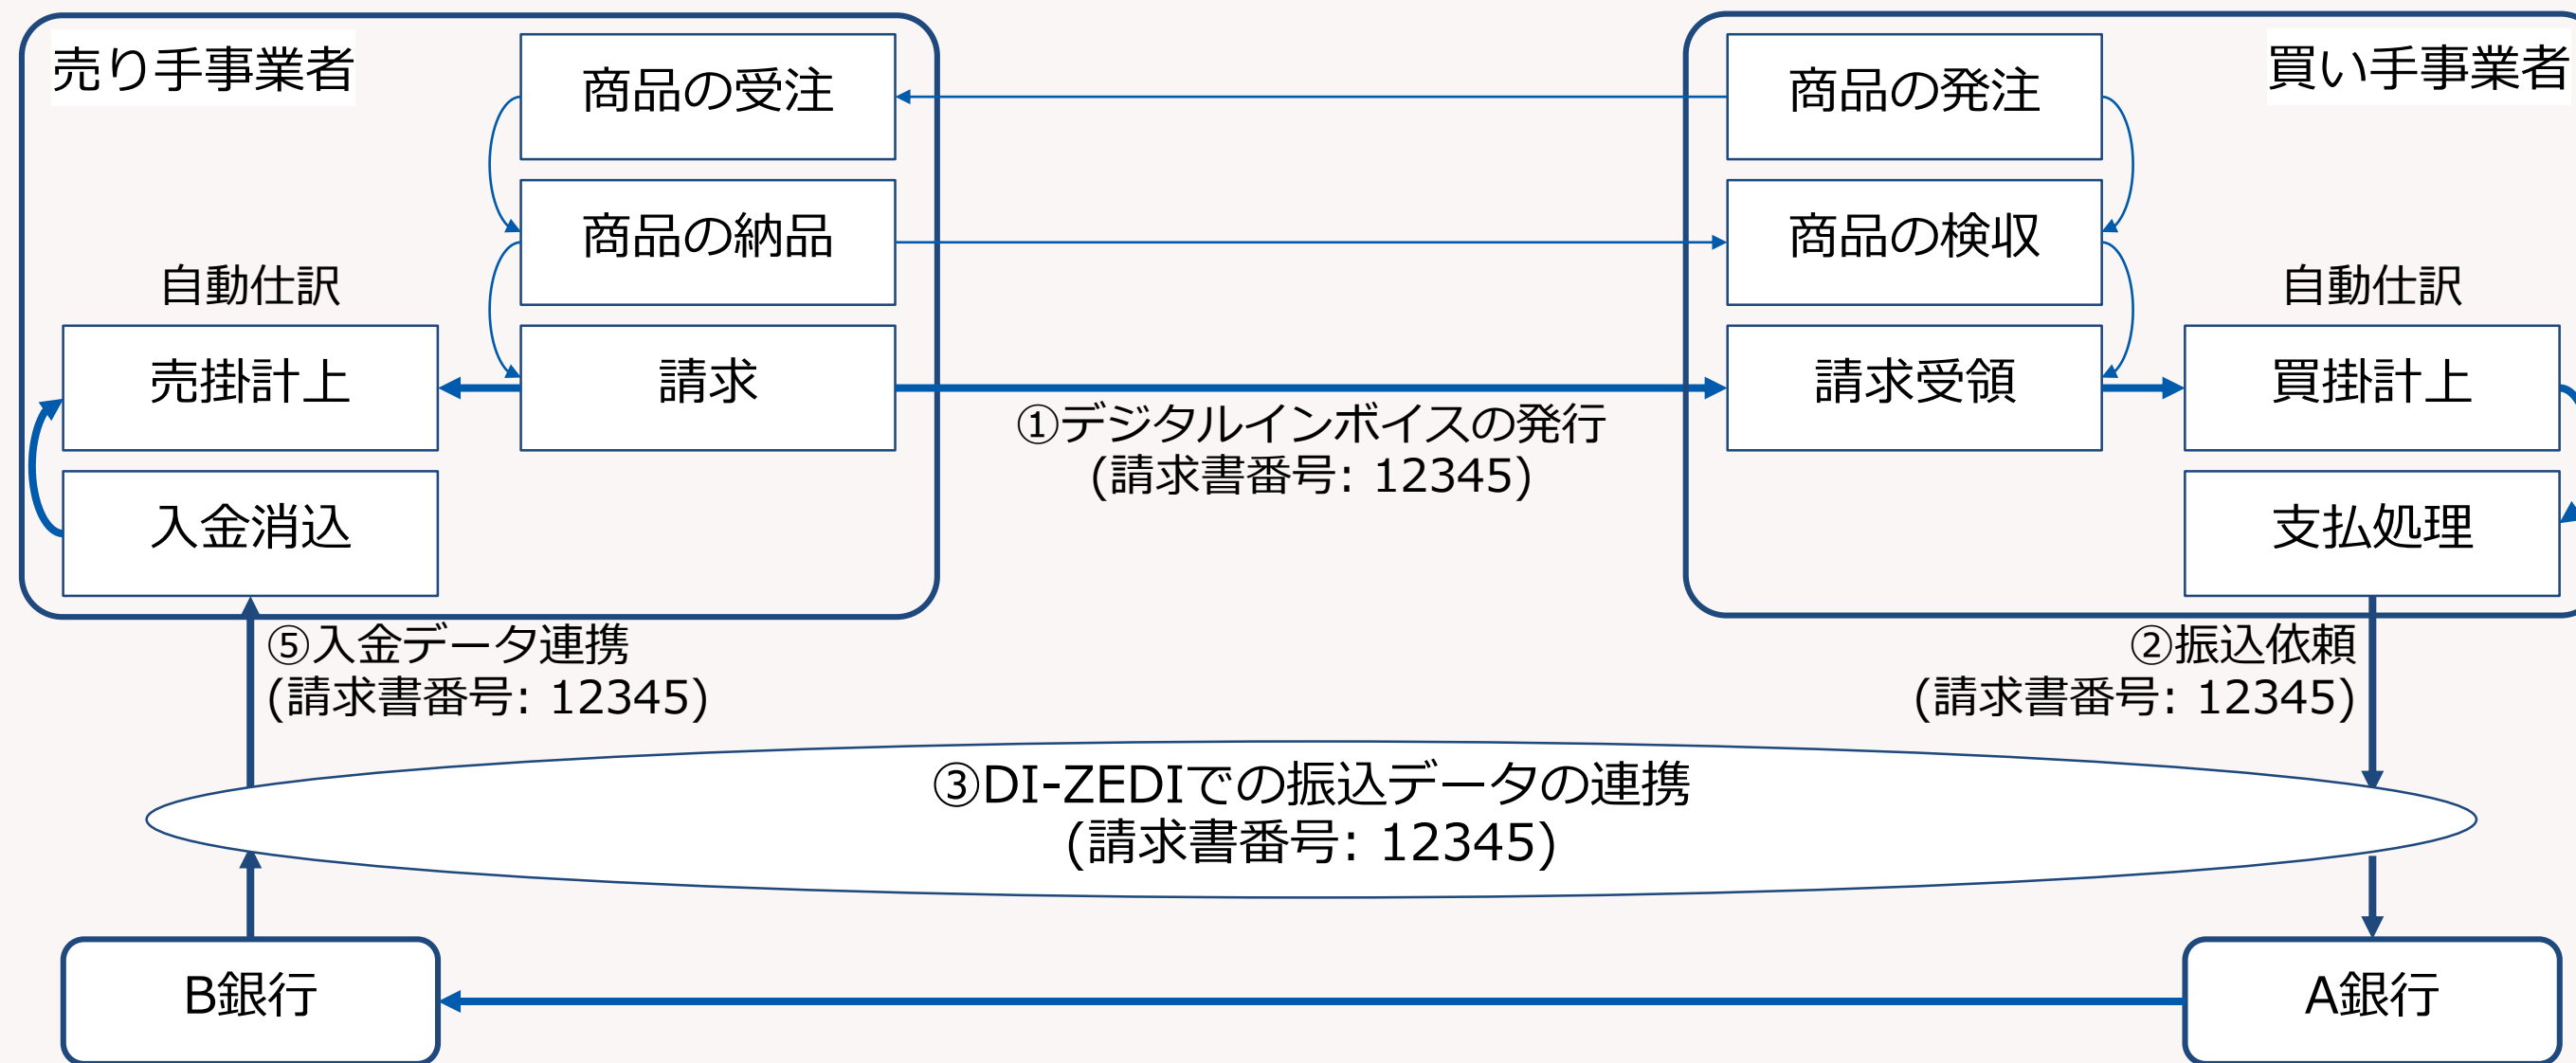 売り手事業者
商品の受注
商品の発注
買い手事業者
商品の納品
商品の検収
自動仕訳
自動仕訳
売掛計上
請求
請求受領
買掛計上
①デジタルインボイスの発行
(請求書番号: 12345)
入金消込
支払処理
⑤入金データ連携
(請求書番号: 12345)
②振込依頼
(請求書番号: 12345)
③DI-ZEDIでの振込データの連携
(請求書番号: 12345)
B銀行
A銀行